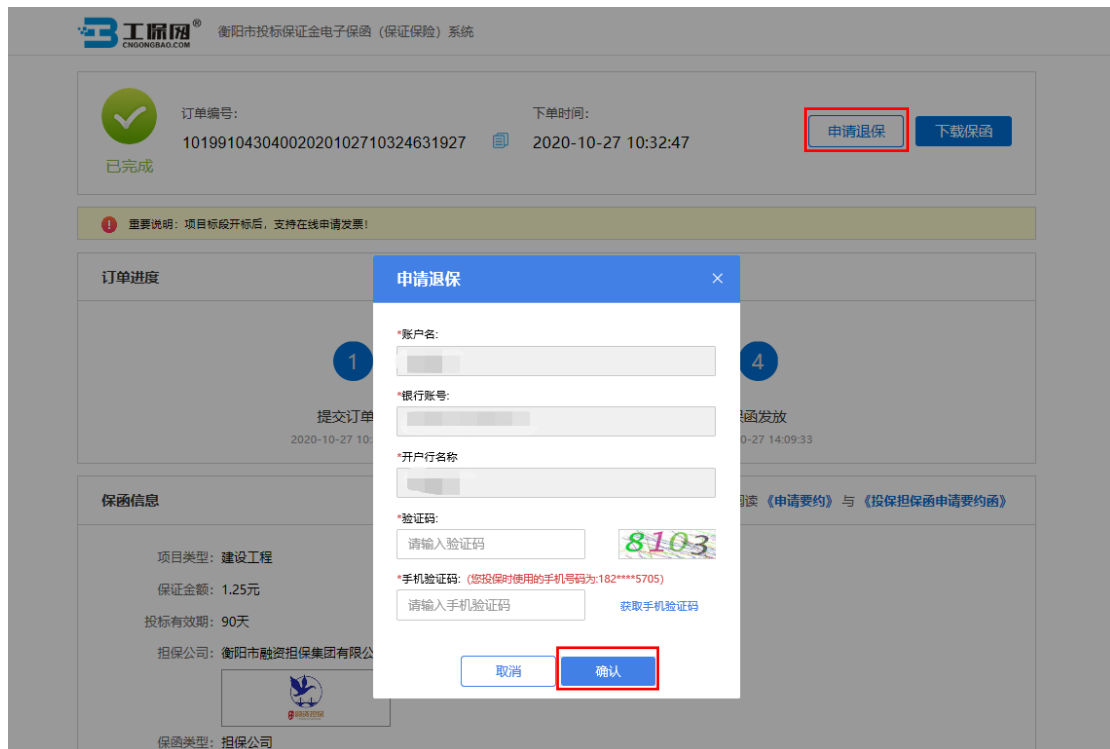 工保网®
CNGONGBAO.COM
衡阳市投标保证金电子保函（保证保险）系统
已完成
订单编号:
10199104304002020102710324631927
下单时间:
2020-10-27 10:32:47
申请退保
下载保函
重要说明：项目标段开标后，支持在线申请发票!
订单进度
1
提交订单
2020-10-27 10:
4
函发放
0-27 14:09:33
申请退保
*账户名:
*银行账号:
*开户行名称
*验证码:
请输入验证码
8103
*手机验证码: (您投保时使用的手机号码为:182****5705)
请输入手机验证码
获取手机验证码
取消
确认
保函信息
读 《申请要约》 与 《投保担保函申请要约函》
项目类型: 建设工程
保证金额: 1.25元
投标有效期: 90天
担保公司: 衡阳市融资担保集团有限公
融资担保
保函类型: 担保公司